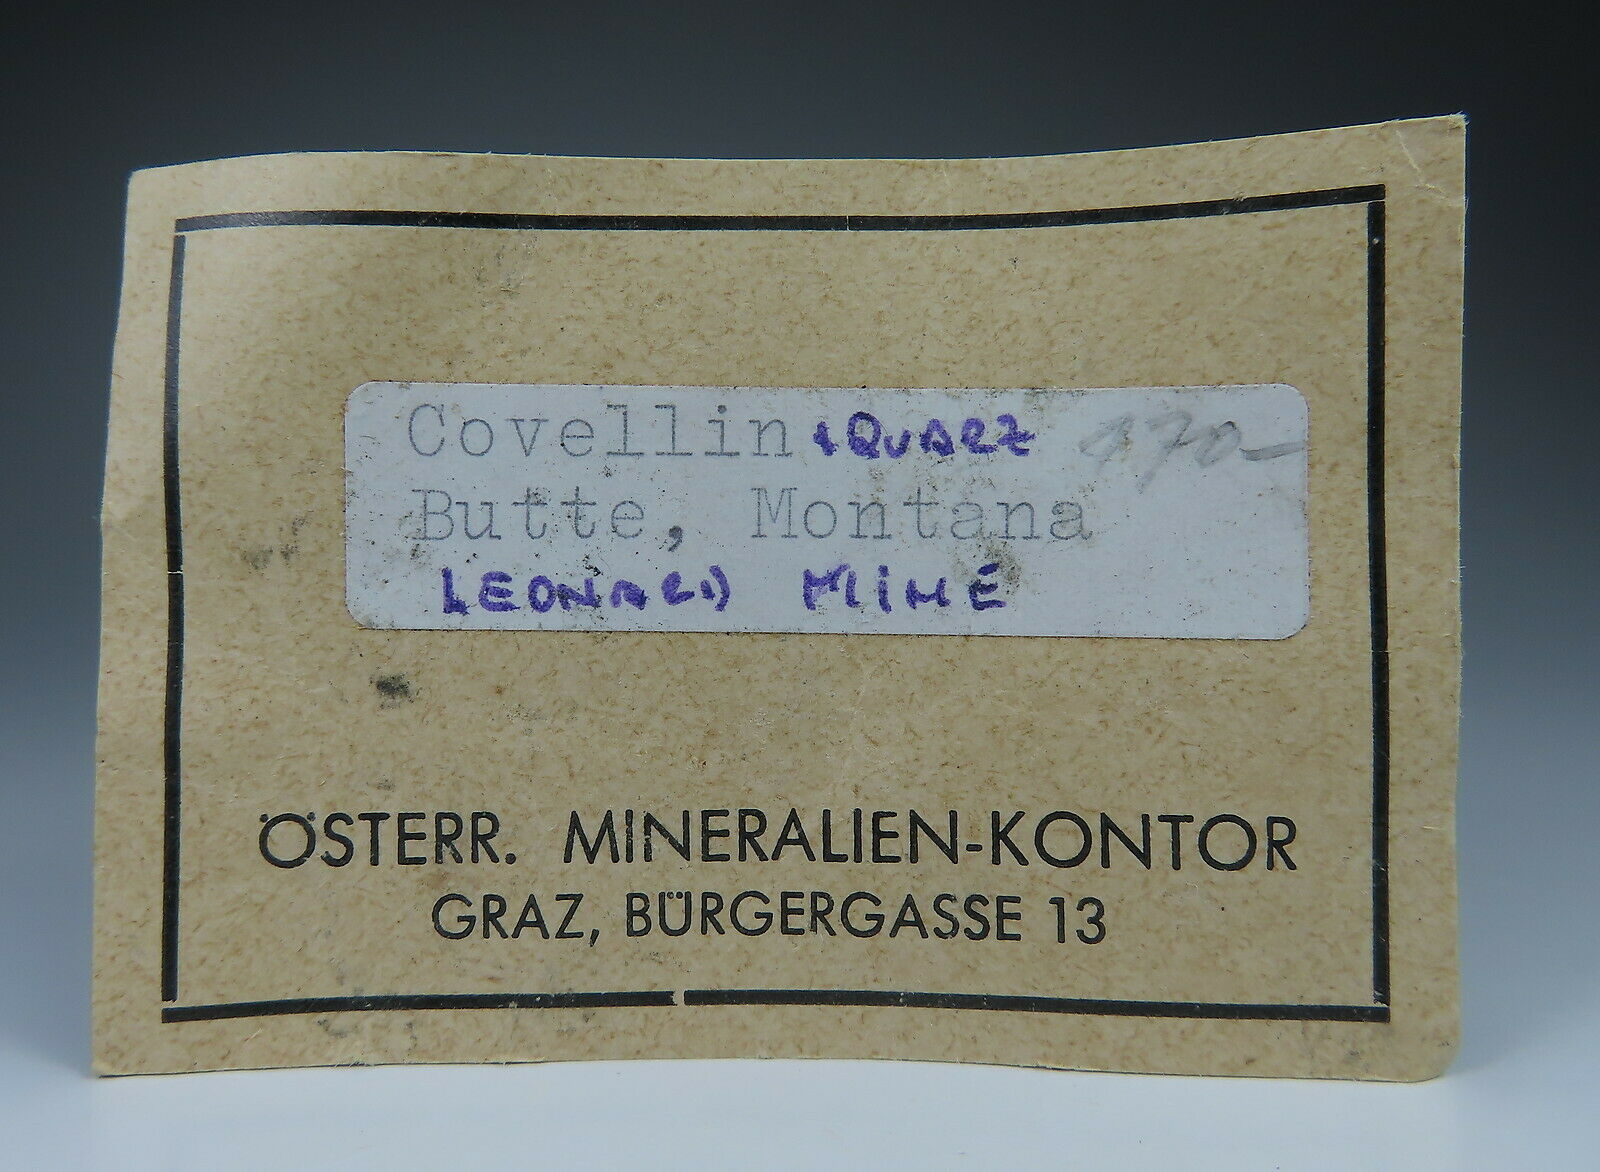 Covellin + QUARZ 170-
Butte, Montana
LEONARD MINE
ÖSTERR. MINERALIEN-KONTOR
GRAZ, BÜRGERGASSE 13